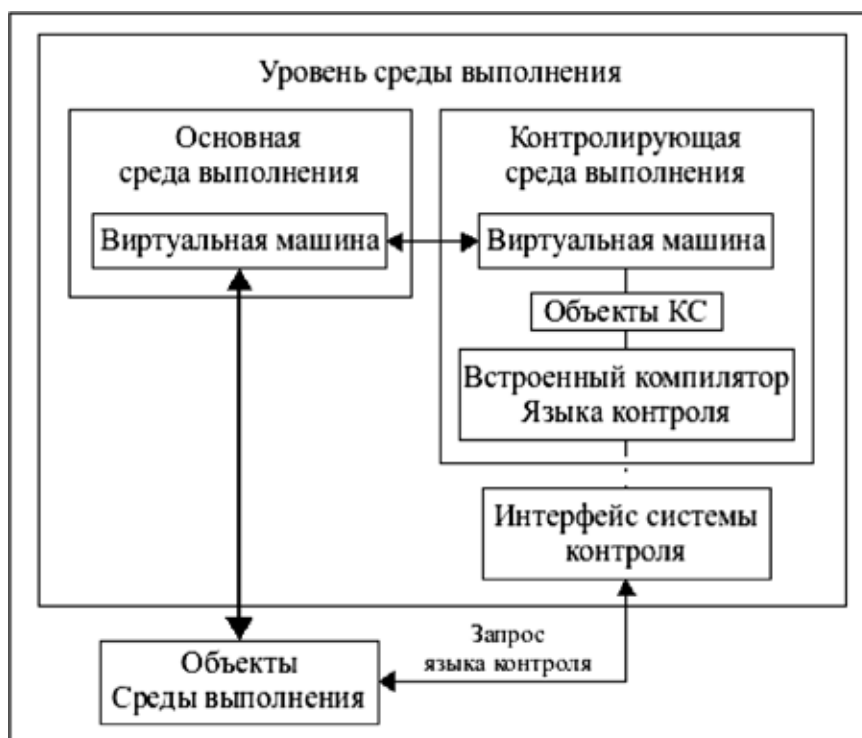 Уровень среды выполнения
Основная
среда выполнения
Виртуальная машина
Контролирующая
среда выполнения
Виртуальная машина
Объекты КС
Встроенный компилятор
Языка контроля
Интерфейс системы
контроля
Запрос
языка контроля
Объекты
Среды выполнения